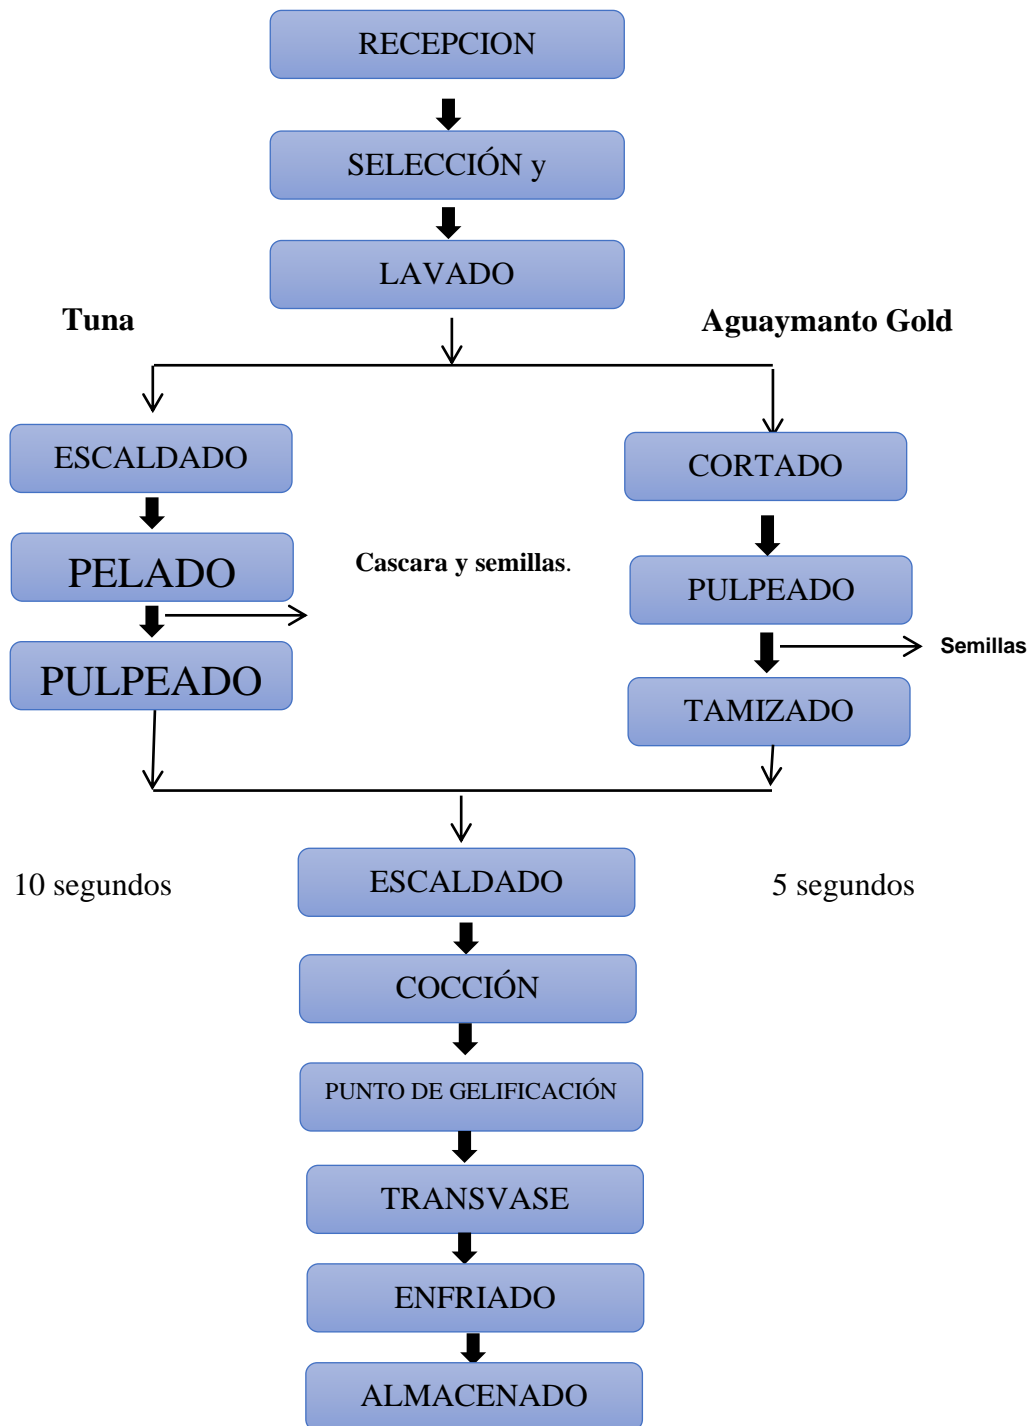 RECEPCION
SELECCIÓN y
LAVADO
Tuna
Aguaymanto Gold
ESCALDADO
CORTADO
PELADO
Cascara y semillas.
PULPEADO
Semillas
PULPEADO
TAMIZADO
10 segundos
ESCALDADO
5 segundos
COCCIÓN
PUNTO DE GELIFICACIÓN
TRANSVASE
ENFRIADO
ALMACENADO